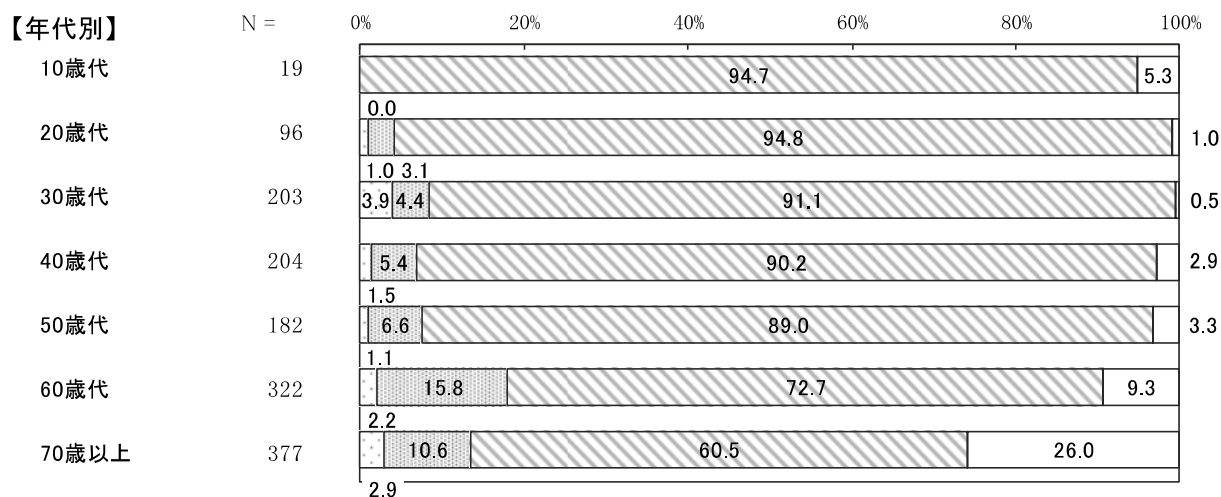 【年代別】 N = 0% 20% 40% 60% 80% 100%
10歳代 19 94.7 5.3
0.0
20歳代 96 94.8 1.0
1.0 3.1
30歳代 203 3.9 4.4 91.1 0.5
40歳代 204 5.4 90.2 2.9
1.5
50歳代 182 6.6 89.0 3.3
1.1
60歳代 322 15.8 72.7 9.3
2.2
70歳以上 377 10.6 60.5 26.0
2.9